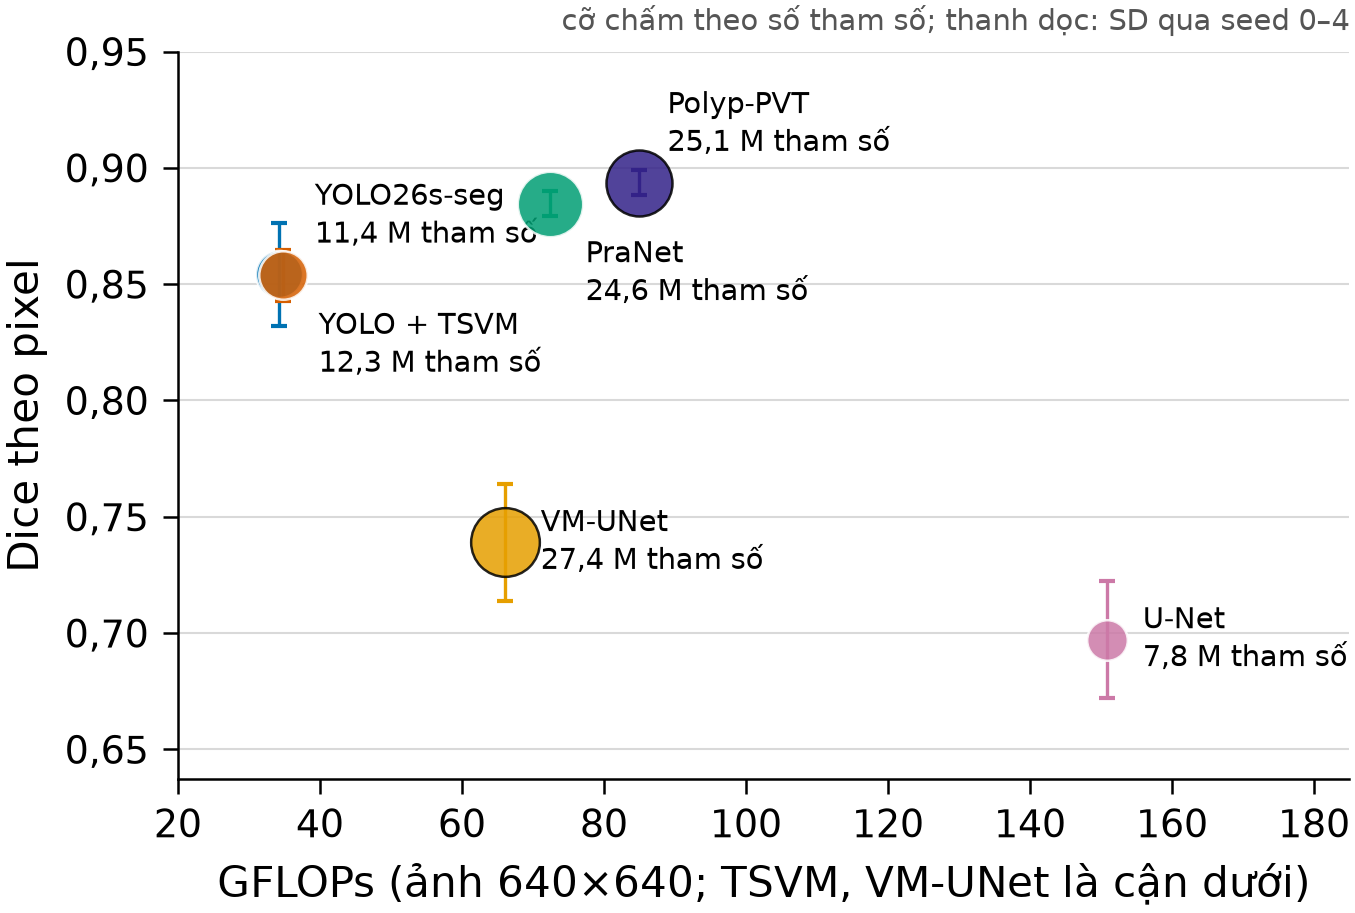 cỡ chấm theo số tham số; thanh dọc: SD qua seed 0–4
0,95
0,90
0,85
0,80
0,75
0,70
0,65
Dice theo pixel
Polyp-PVT
25,1 M tham số
YOLO26s-seg
11,4 M tham số
PraNet
24,6 M tham số
YOLO + TSVM
12,3 M tham số
VM-UNet
27,4 M tham số
U-Net
7,8 M tham số
20 40 60 80 100 120 140 160 180
GFLOPs (ảnh 640×640; TSVM, VM-UNet là cận dưới)